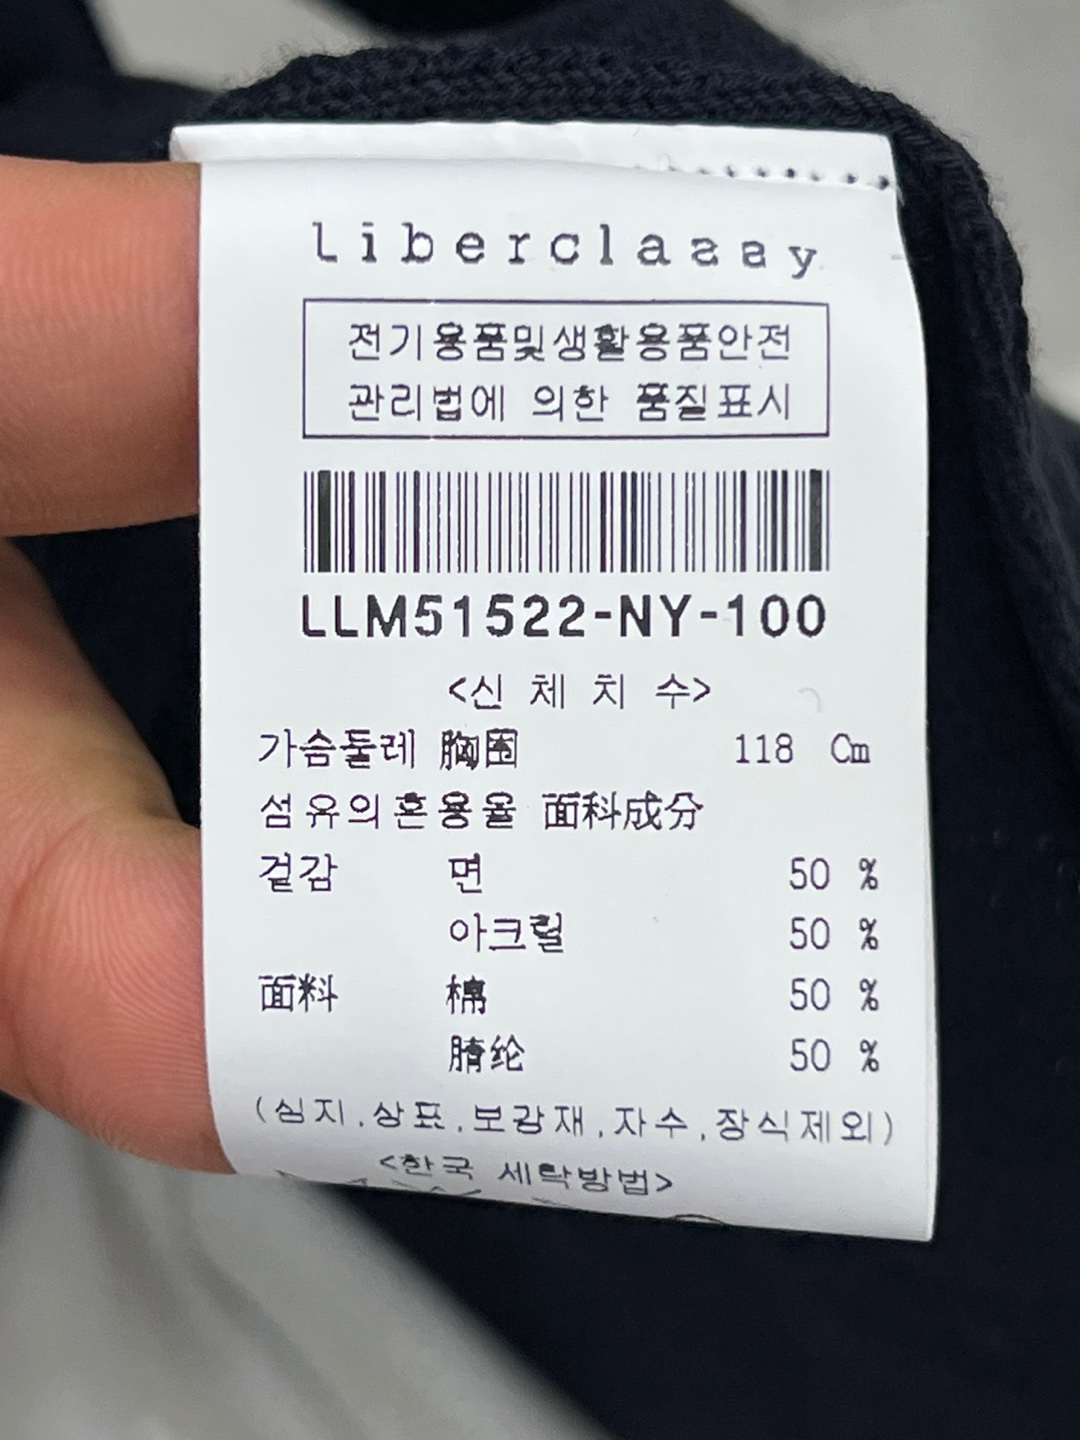 liberclassy
전기용품및생활용품안전
관리법에 의한 품질표시
LLM51522-NY-100
<신 체 치 수>
가슴둘레 胸围 118 Cm
섬유의혼용율 面料成分
겉감 면 50 %
아크릴 50 %
面料 棉 50 %
腈纶 50 %
(심지,상표,보강재,자수,장식제외)
<한국 세탁방법>